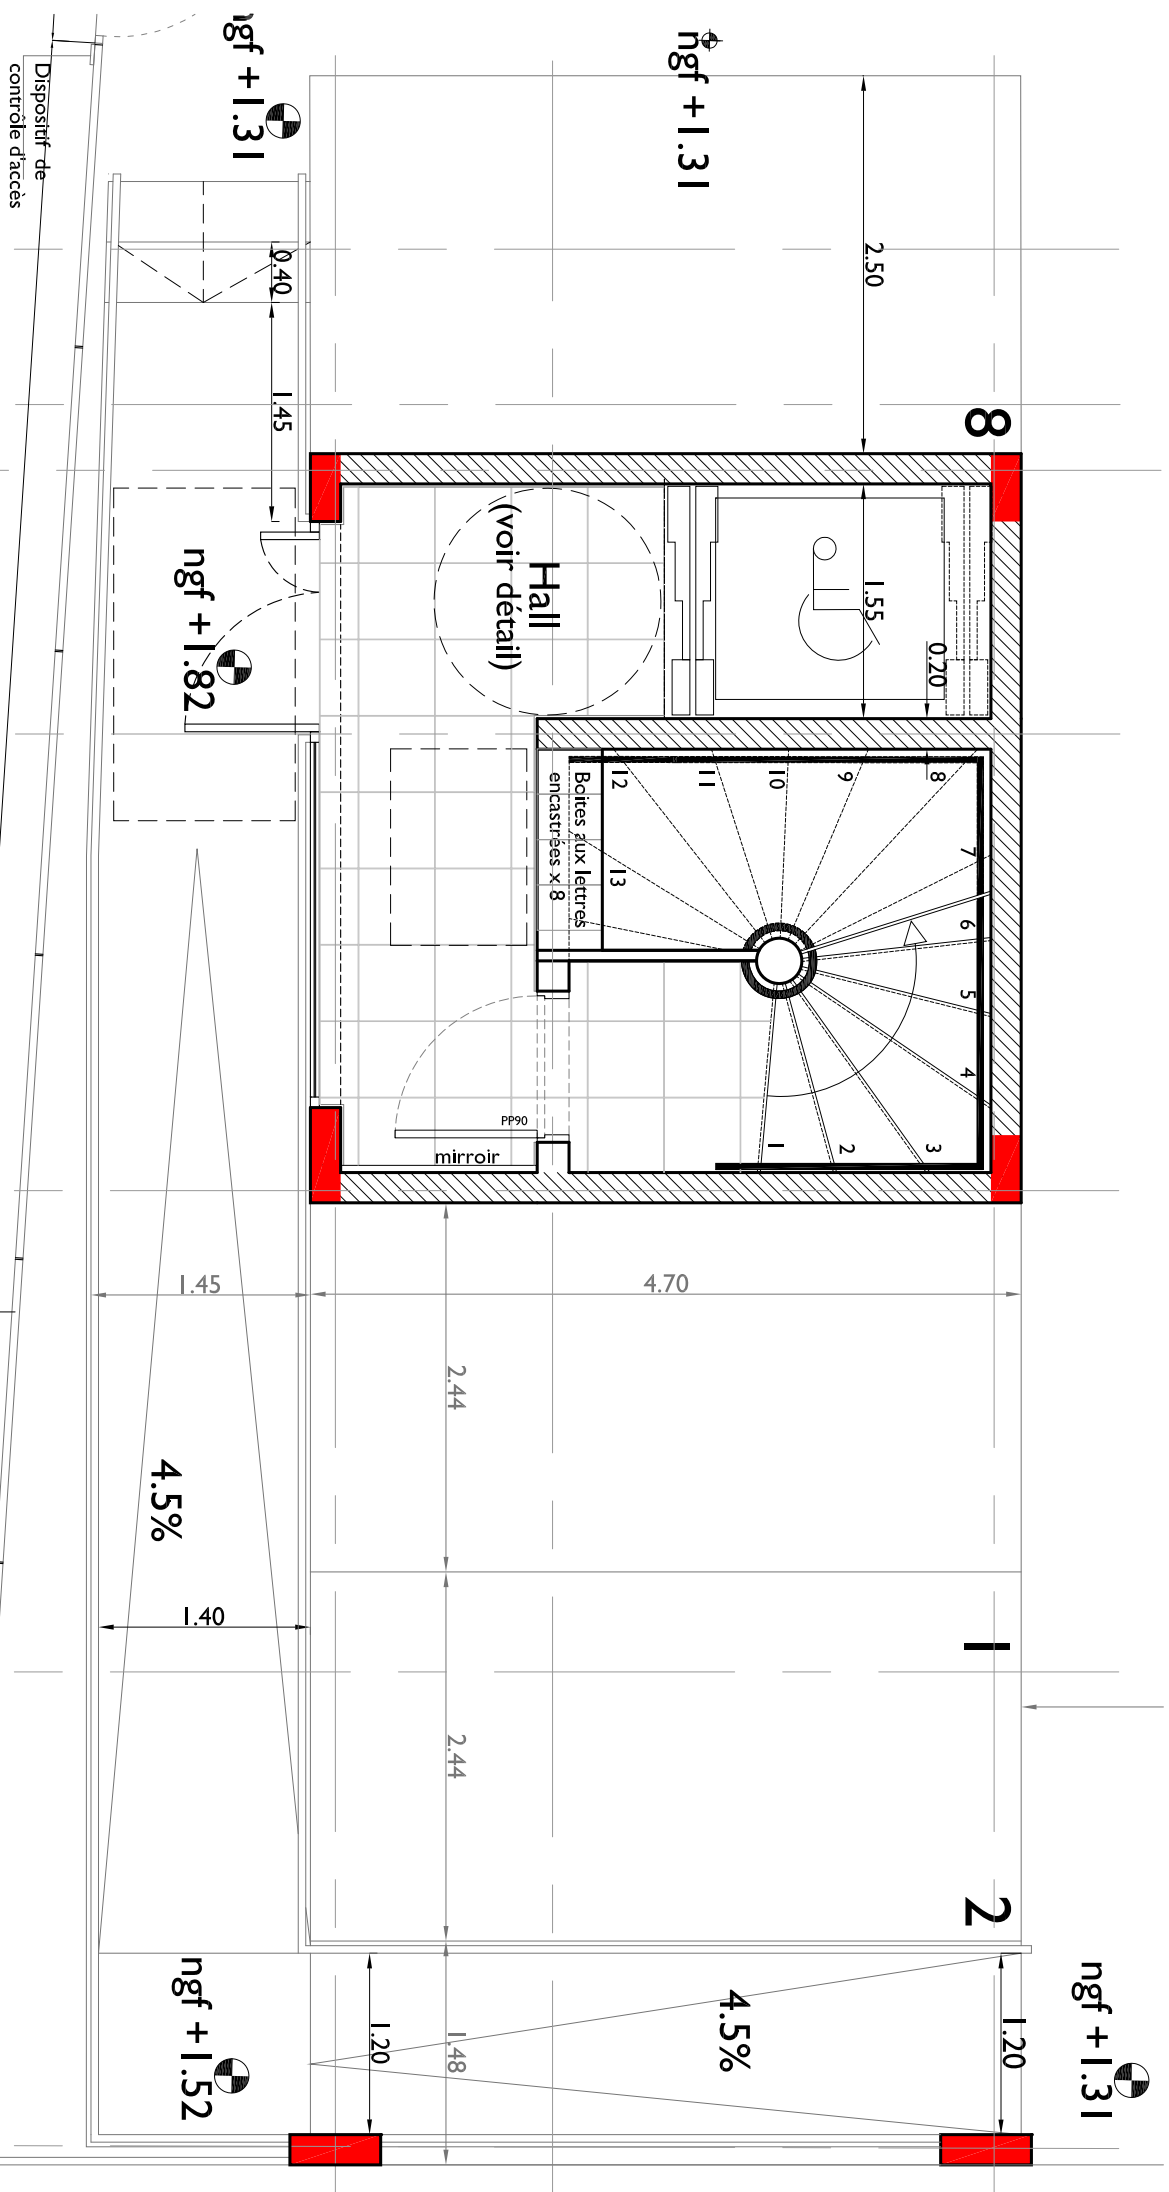 ngf +1.31
ngf +1.31
Dispositif de
contrôle d'accès
2.50
0.40
1.45
8
Hall
(voir détail)
1.55
0.20
ngf +1.82
Boites aux lettres
encastrées x 8
12
11
10
9
8
7
13
6
5
4
3
2
1
PP90
mirroir
1.45
4.70
2.44
4.5%
1.40
1
2.44
2
ngf +1.52
1.20
1.48
4.5%
1.20
ngf +1.31